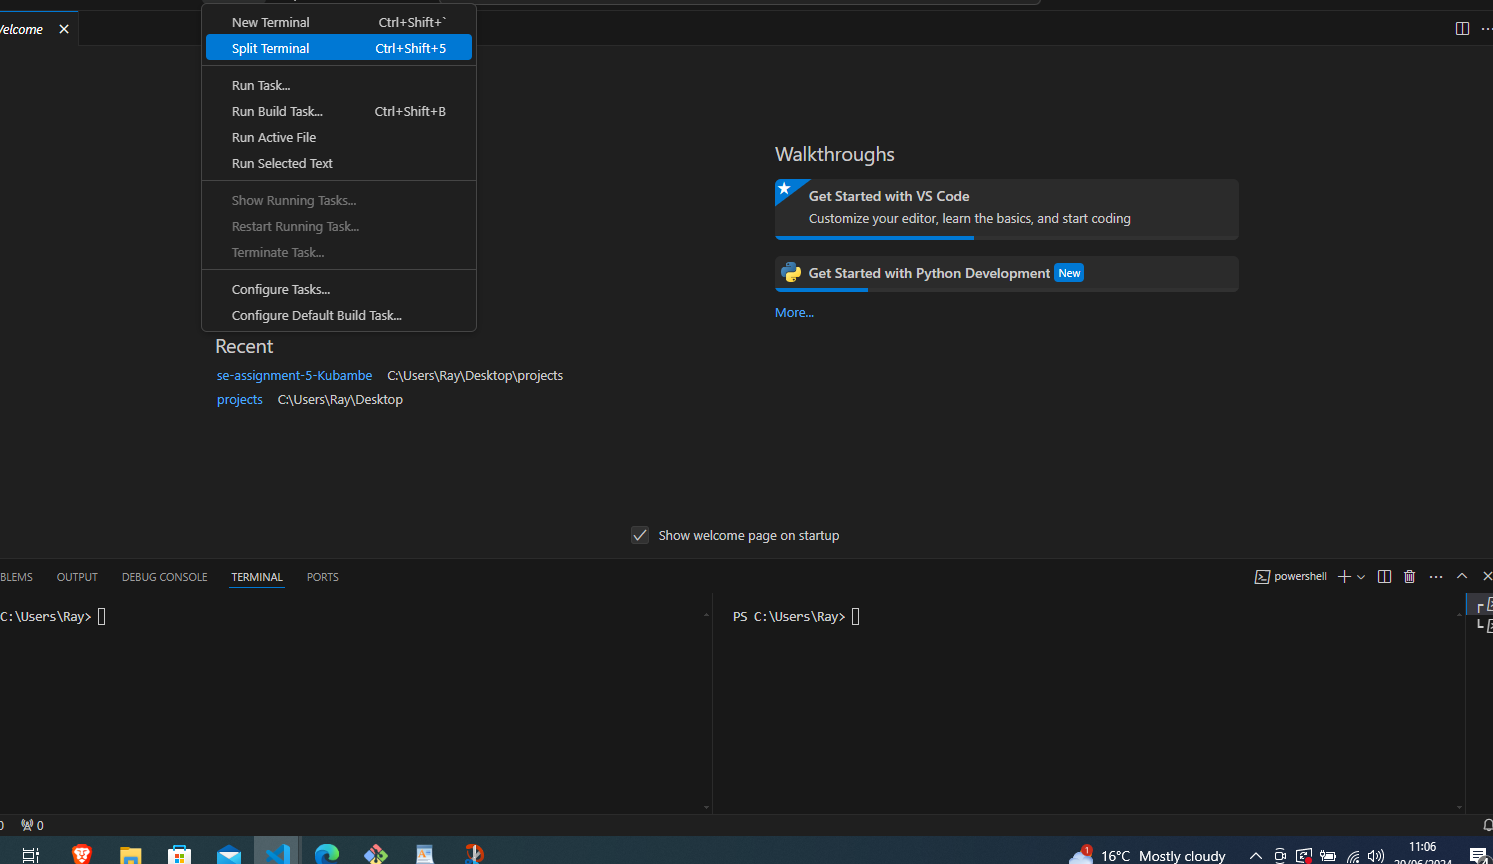 Welcome
New Terminal Ctrl+Shift+`
Split Terminal Ctrl+Shift+5
Run Task...
Run Build Task... Ctrl+Shift+B
Run Active File
Run Selected Text
Show Running Tasks...
Restart Running Task...
Terminate Task...
Configure Tasks...
Configure Default Build Task...
Recent
se-assignment-5-Kubambe C:\Users\Ray\Desktop\projects
projects C:\Users\Ray\Desktop
Walkthroughs
Get Started with VS Code
Customize your editor, learn the basics, and start coding
Get Started with Python Development New
More...
Show welcome page on startup
BLEMS OUTPUT DEBUG CONSOLE TERMINAL PORTS
powershell
C:\Users\Ray>
PS C:\Users\Ray>
0 0
1
16°C Mostly cloudy
11:06
20/06/2024
4